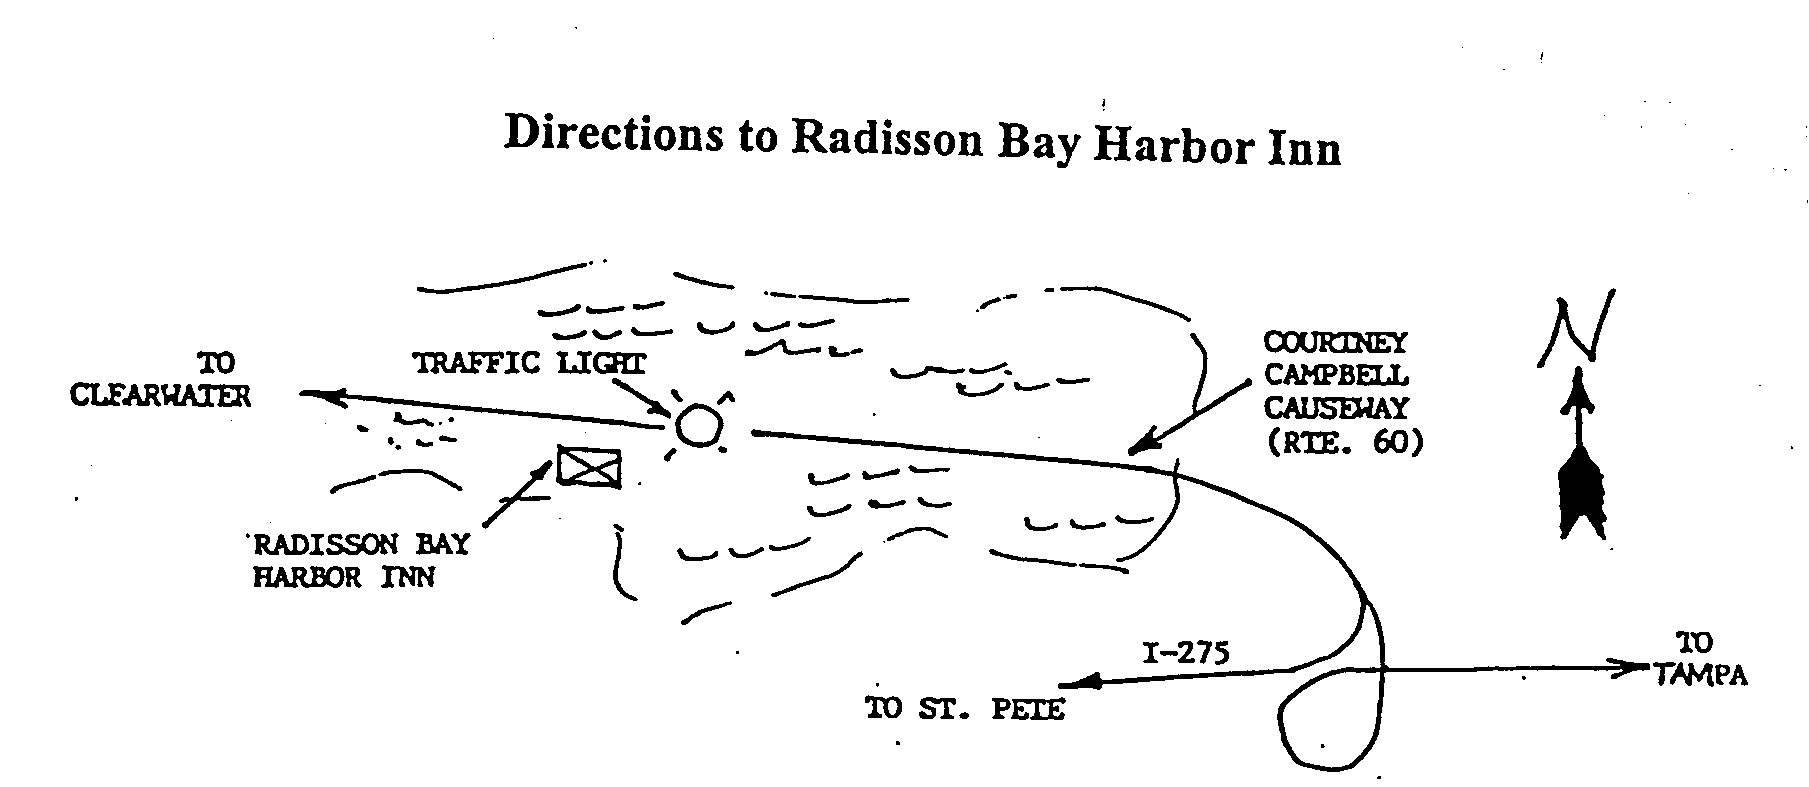 Directions to Radisson Bay Harbor Inn
TO
CLEARWATER
TRAFFIC LIGHT
COURTNEY
CAMPBELL
CAUSEWAY
(RTE. 60)
N
RADISSON BAY
HARBOR INN
I-275
TO ST. PETE
TO
TAMPA